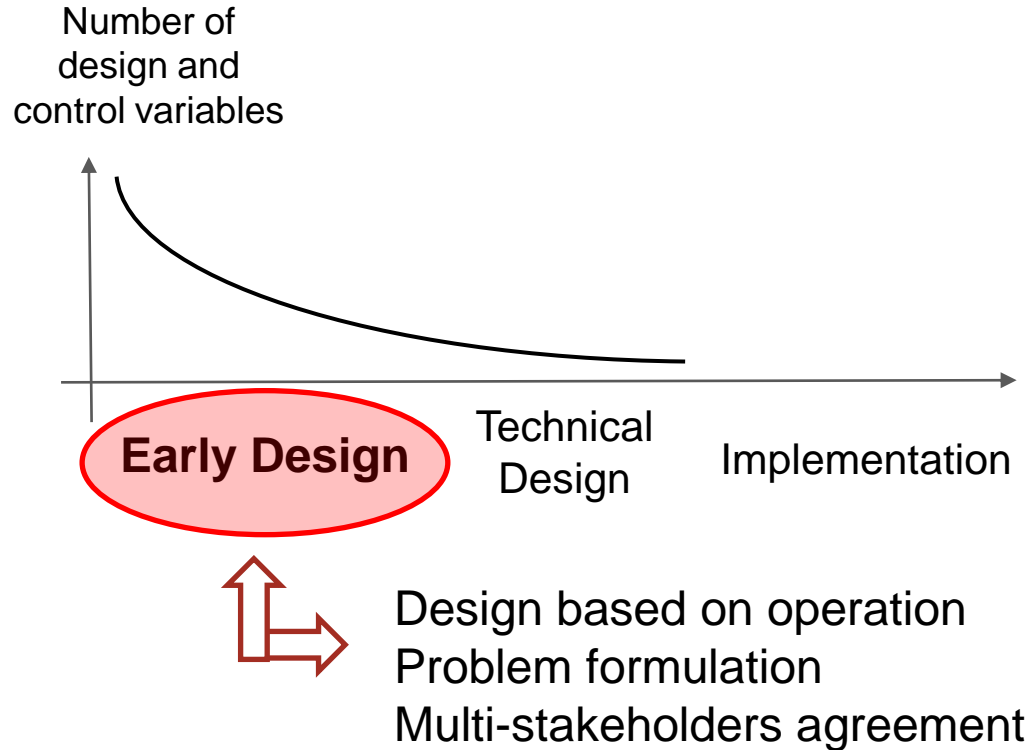 Number of
design and
control variables
Early Design
Technical
Design
Implementation
Design based on operation
Problem formulation
Multi-stakeholders agreement